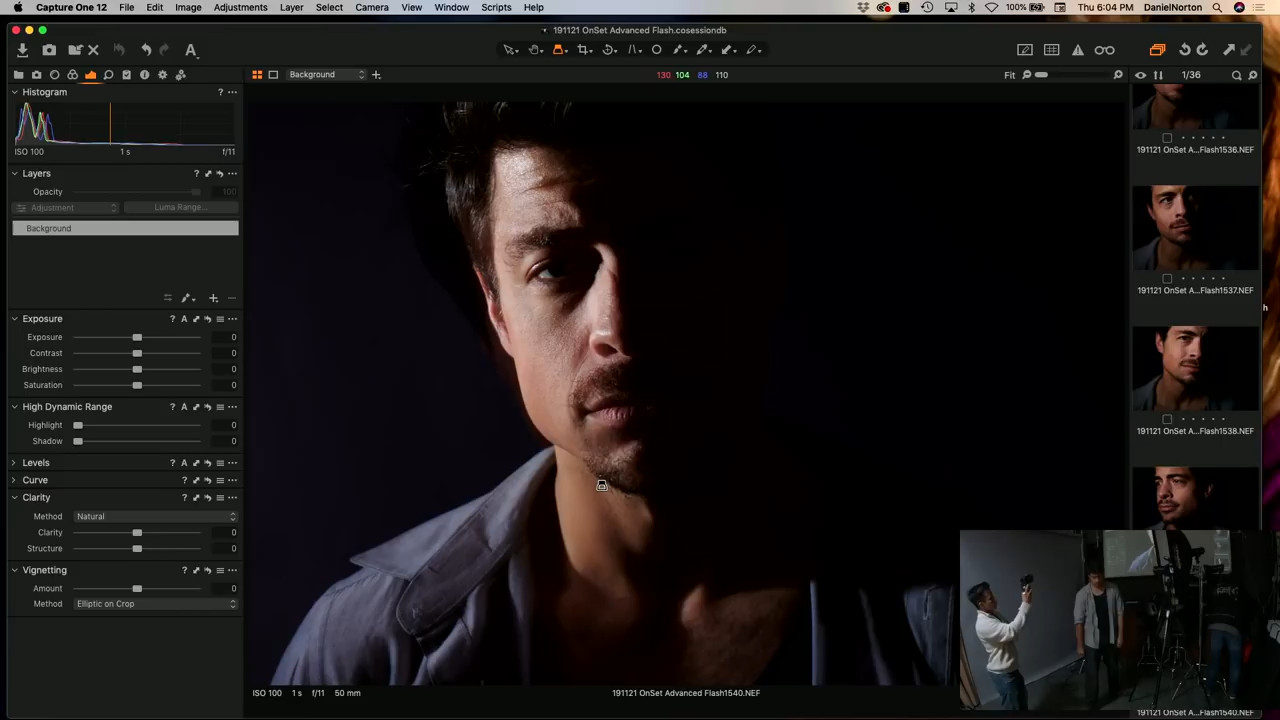 Capture One 12 File Edit Image Adjustments Layer Select Camera View Window Scripts Help 100% Thu 6:04 PM DanielNorton
191121 OnSet Advanced Flash.cosessiondb
Background 130 104 88 110 Fit 1/36
Histogram ? ...
ISO 100 1 s f/11
Layers ? ...
Opacity 100
Adjustment Luma Range...
Background
Exposure ? A ...
Exposure 0
Contrast 0
Brightness 0
Saturation 0
High Dynamic Range ? A ...
Highlight 0
Shadow 0
Levels ? A ...
Curve ? A ...
Clarity ? ...
Method Natural
Clarity 0
Structure 0
Vignetting ? ...
Amount 0
Method Elliptic on Crop
ISO 100 1 s f/11 50 mm 191121 OnSet Advanced Flash1540.NEF
191121 OnSet A...Flash1536.NEF
191121 OnSet A...Flash1537.NEF
191121 OnSet A...Flash1538.NEF
191121 OnSet A...Flash1540.NEF